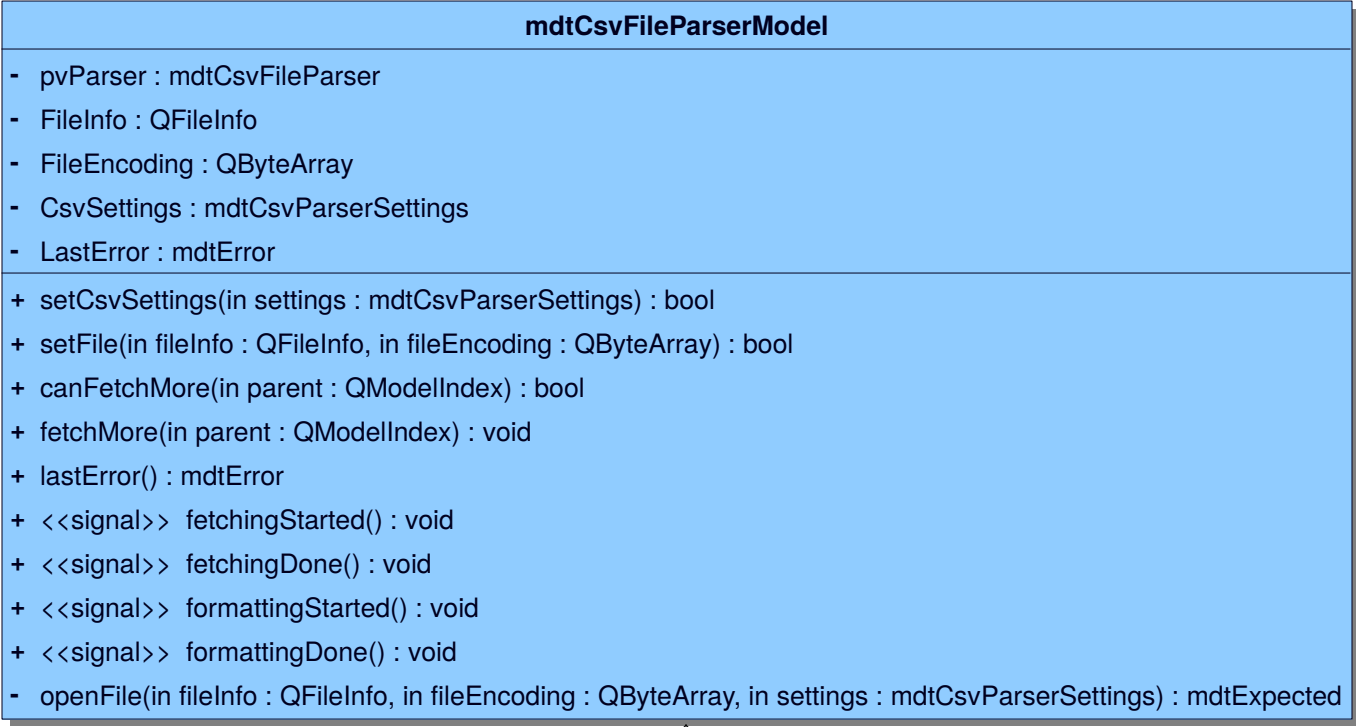 mdtCsvFileParserModel
- pvParser : mdtCsvFileParser
- FileInfo : QFileInfo
- FileEncoding : QByteArray
- CsvSettings : mdtCsvParserSettings
- LastError : mdtError
+ setCsvSettings(in settings : mdtCsvParserSettings) : bool
+ setFile(in fileInfo : QFileInfo, in fileEncoding : QByteArray) : bool
+ canFetchMore(in parent : QModelIndex) : bool
+ fetchMore(in parent : QModelIndex) : void
+ lastError() : mdtError
+ <<signal>> fetchingStarted() : void
+ <<signal>> fetchingDone() : void
+ <<signal>> formattingStarted() : void
+ <<signal>> formattingDone() : void
- openFile(in fileInfo : QFileInfo, in fileEncoding : QByteArray, in settings : mdtCsvParserSettings) : mdtExpected